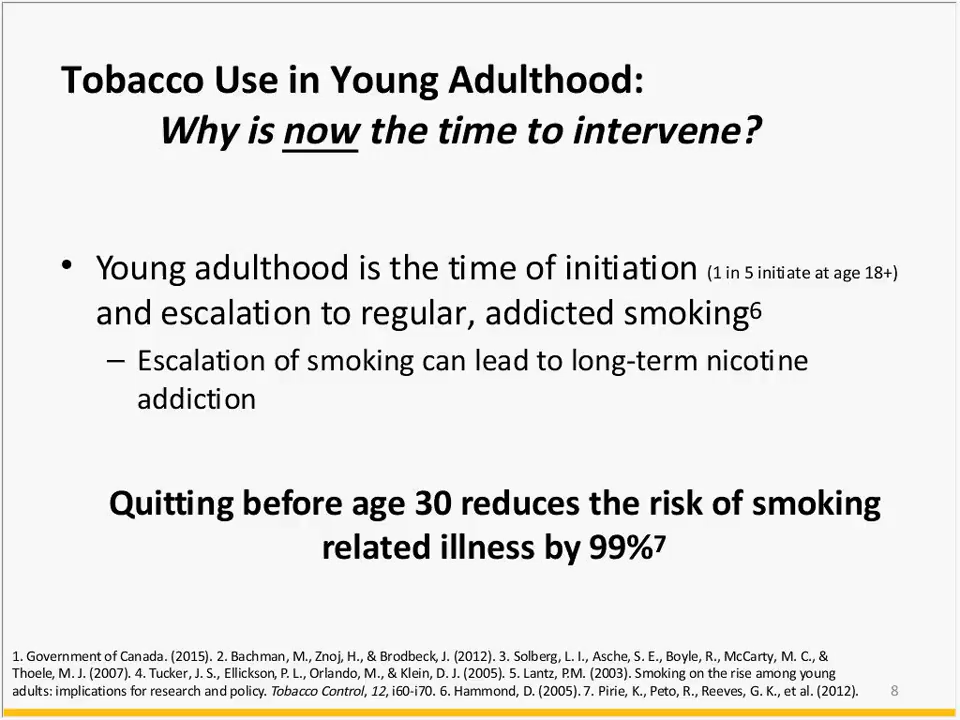 Tobacco Use in Young Adulthood:
Why is now the time to intervene?
• Young adulthood is the time of initiation (1 in 5 initiate at age 18+)
and escalation to regular, addicted smoking6
– Escalation of smoking can lead to long-term nicotine
addiction
Quitting before age 30 reduces the risk of smoking
related illness by 99%7
1. Government of Canada. (2015). 2. Bachman, M., Znoj, H., & Brodbeck, J. (2012). 3. Solberg, L. I., Asche, S. E., Boyle, R., McCarty, M. C., &
Thoele, M. J. (2007). 4. Tucker, J. S., Ellickson, P. L., Orlando, M., & Klein, D. J. (2005). 5. Lantz, P.M. (2003). Smoking on the rise among young
adults: implications for research and policy. Tobacco Control, 12, i60-i70. 6. Hammond, D. (2005). 7. Pirie, K., Peto, R., Reeves, G. K., et al. (2012).
8